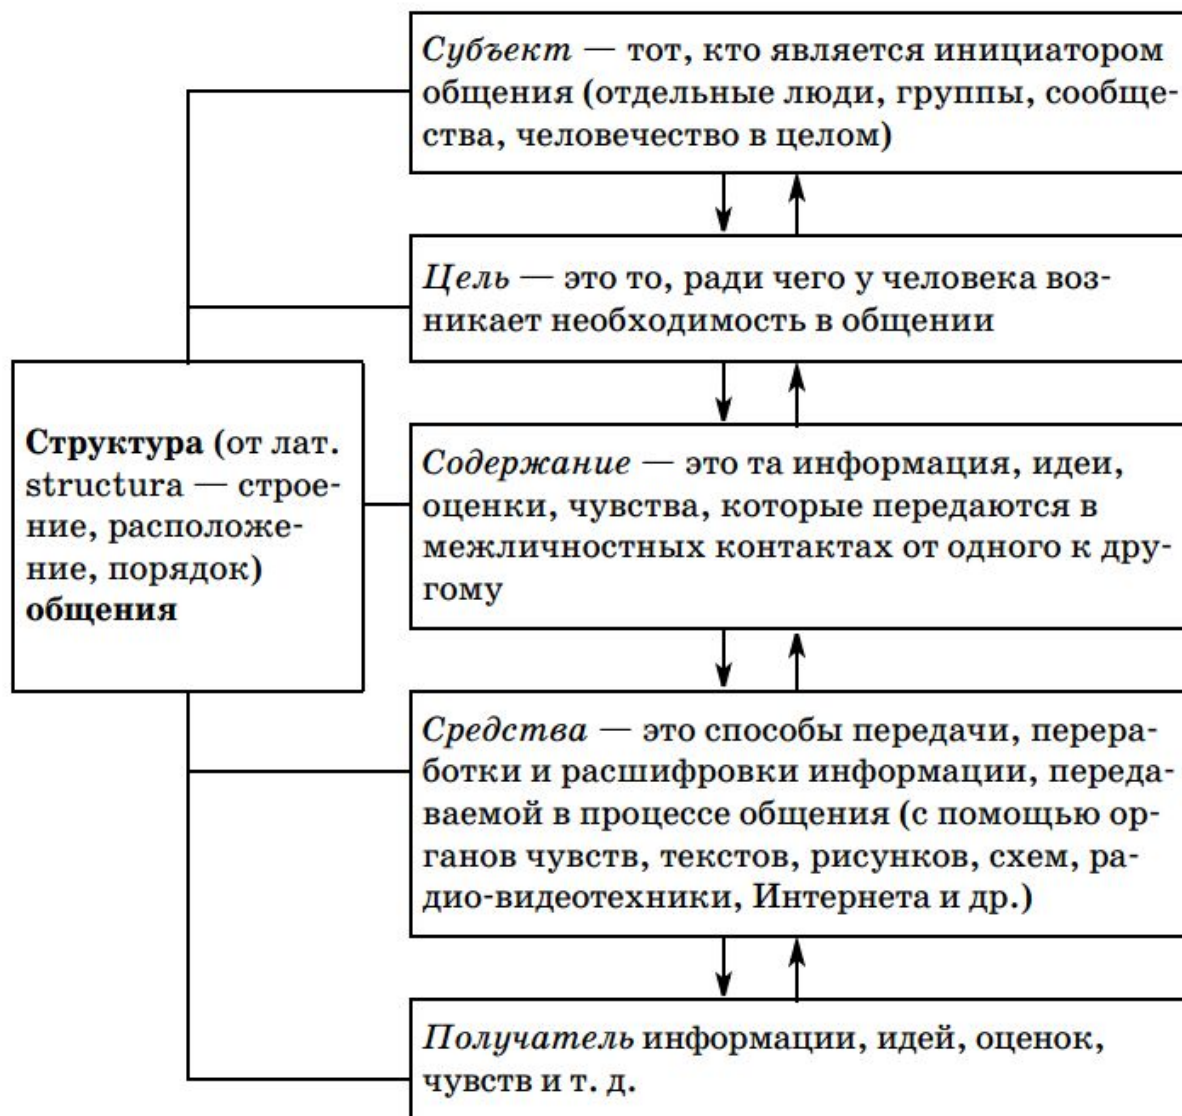 Субъект — тот, кто является инициатором
общения (отдельные люди, группы, сообще-
ства, человечество в целом)
Цель — это то, ради чего у человека воз-
никает необходимость в общении
Структура (от лат.
structura — строе-
ние, расположе-
ние, порядок)
общения
Содержание — это та информация, идеи,
оценки, чувства, которые передаются в
межличностных контактах от одного к дру-
гому
Средства — это способы передачи, перера-
ботки и расшифровки информации, переда-
ваемой в процессе общения (с помощью ор-
ганов чувств, текстов, рисунков, схем, ра-
дио-видеотехники, Интернета и др.)
Получатель информации, идей, оценок,
чувств и т. д.